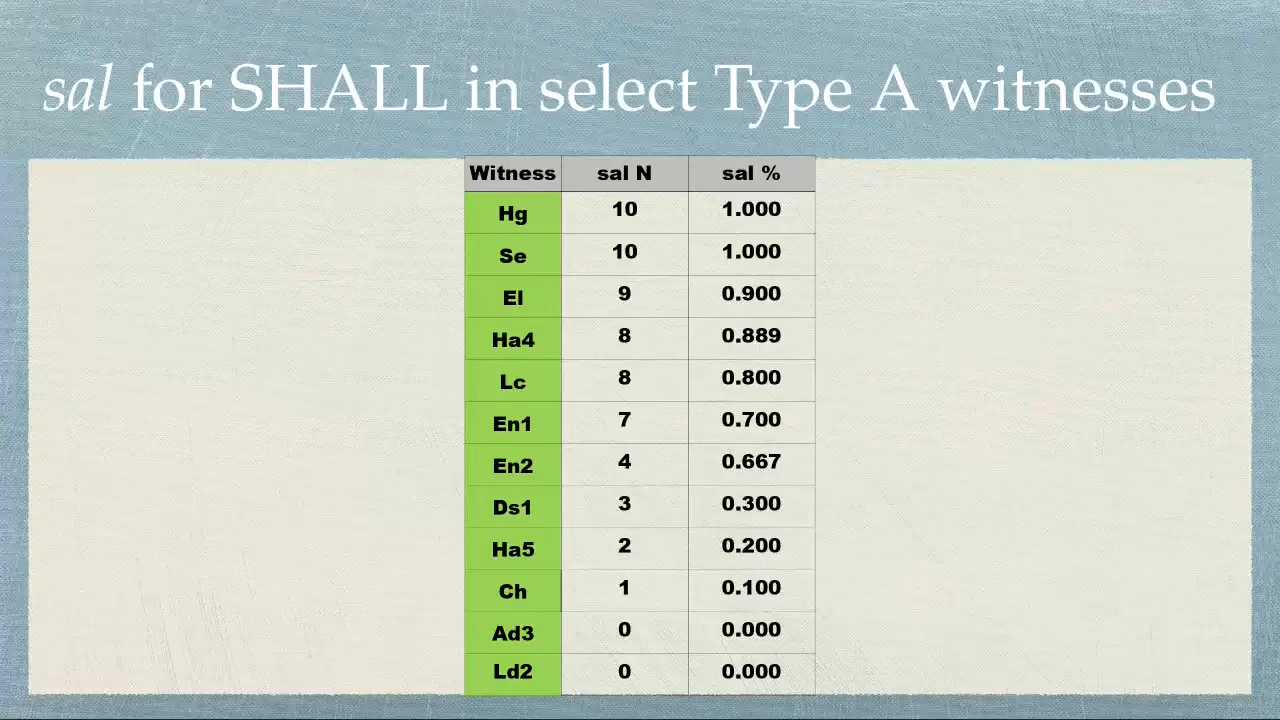 sal for SHALL in select Type A witnesses
Witness sal N sal %
Hg 10 1.000
Se 10 1.000
El 9 0.900
Ha4 8 0.889
Lc 8 0.800
En1 7 0.700
En2 4 0.667
Ds1 3 0.300
Ha5 2 0.200
Ch 1 0.100
Ad3 0 0.000
Ld2 0 0.000